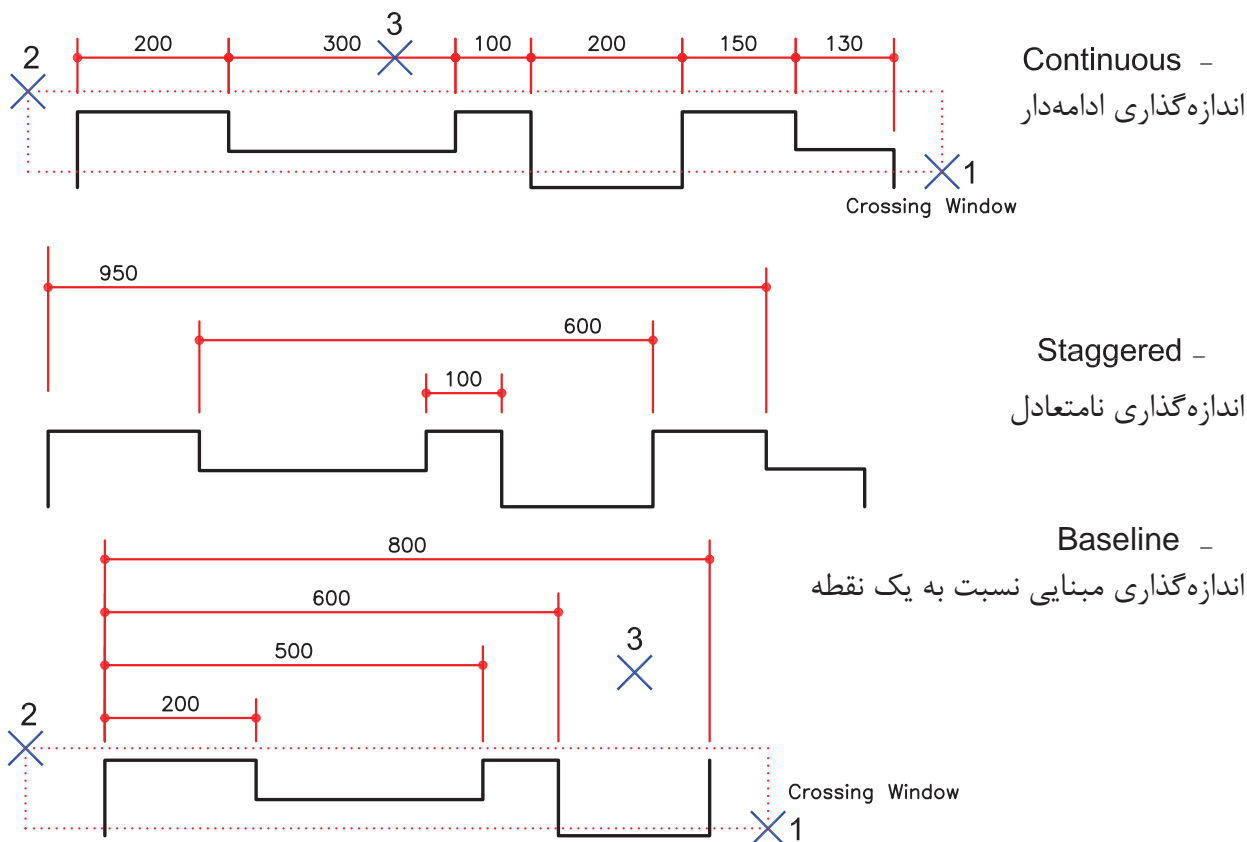 200 300 3 100 200 150 130
2
Continuous –
اندازه‌گذاری ادامه‌دار
1
Crossing Window
950
600
100
Staggered –
اندازه‌گذاری نامتعادل
800
600
500
200
Baseline –
اندازه‌گذاری مبنایی نسبت به یک نقطه
3
2
Crossing Window
1